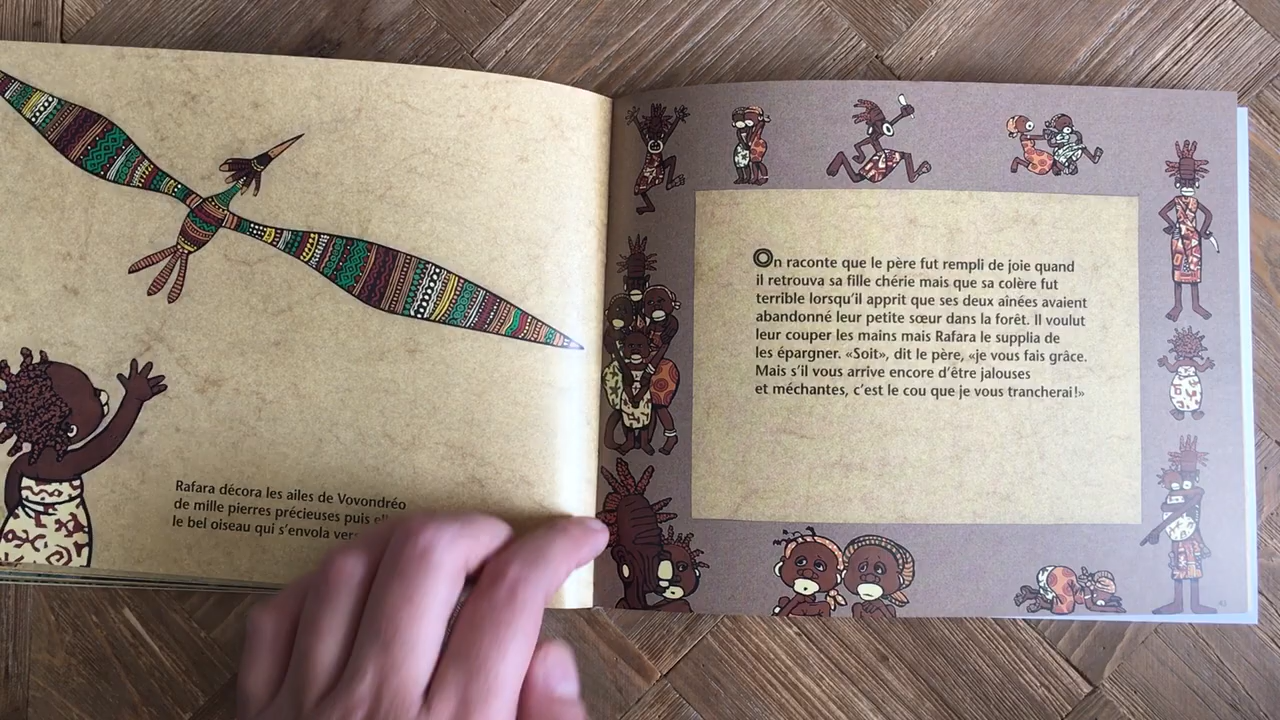 Rafara décora les ailes de Vovondréo
de mille pierres précieuses puis
le bel oiseau qui s'envola
On raconte que le père fut rempli de joie quand
il retrouva sa fille chérie mais que sa colère fut
terrible lorsqu'il apprit que ses deux aînées avaient
abandonné leur petite sœur dans la forêt. Il voulut
leur couper les mains mais Rafara le supplia de
les épargner. «Soit», dit le père, «je vous fais grâce.
Mais s'il vous arrive encore d'être jalouses
et méchantes, c'est le cou que je vous trancherai!»